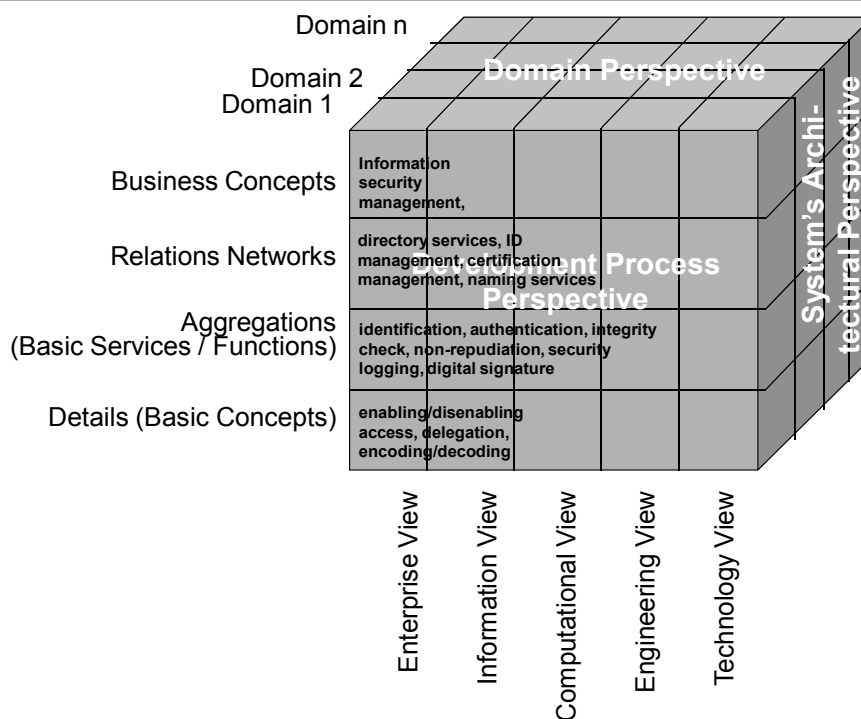 Domain n
Domain 2
Domain 1
Domain Perspective
Business Concepts
Information
security
management,
Relations Networks
directory services, ID
management, certification
management, naming services
Development Process
Perspective
Aggregations
(Basic Services / Functions)
identification, authentication, integrity
check, non-repudiation, security
logging, digital signature
Details (Basic Concepts)
enabling/disenabling
access, delegation,
encoding/decoding
System's Archi-
tectural Perspective
Enterprise View
Information View
Computational View
Engineering View
Technology View